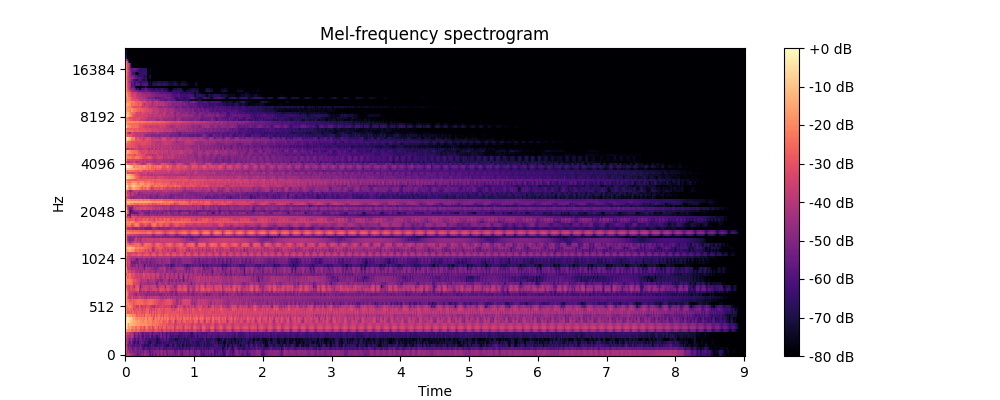 Mel-frequency spectrogram
Hz
16384
8192
4096
2048
1024
512
0
0 1 2 3 4 5 6 7 8 9
Time
+0 dB
-10 dB
-20 dB
-30 dB
-40 dB
-50 dB
-60 dB
-70 dB
-80 dB